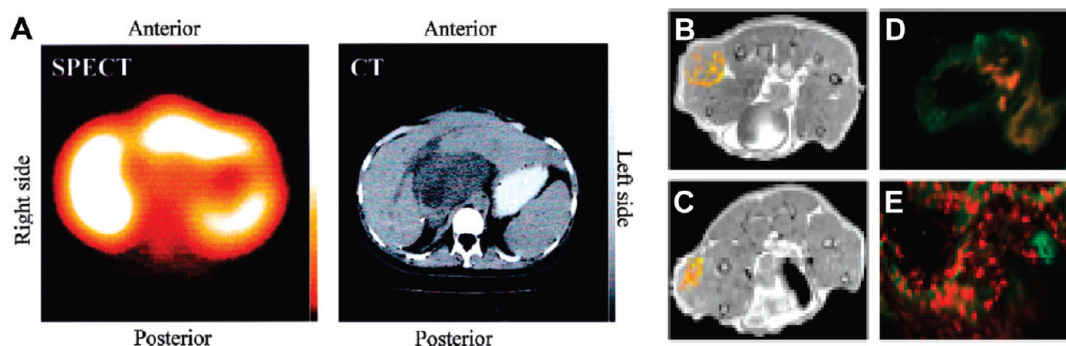 A
Anterior
Anterior
SPECT
CT
Right side
Left side
Posterior
Posterior
B
C
D
E